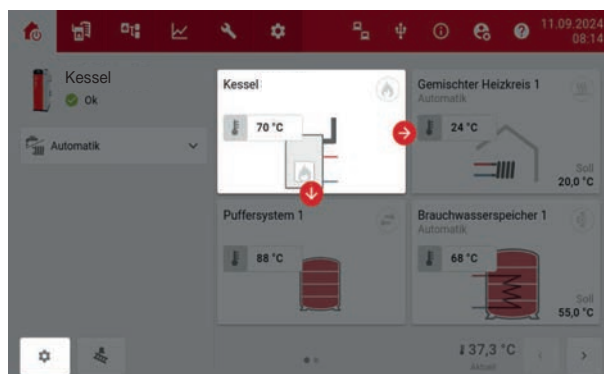 11.09.2024
08:14
Kessel
Ok
Automatik
Kessel
70 °C
Gemischter Heizkreis 1
Automatik
24 °C
Soll
20,0 °C
Puffersystem 1
88 °C
Brauchwasserspeicher 1
Automatik
68 °C
Soll
55,0 °C
37,3 °C
Aktuell